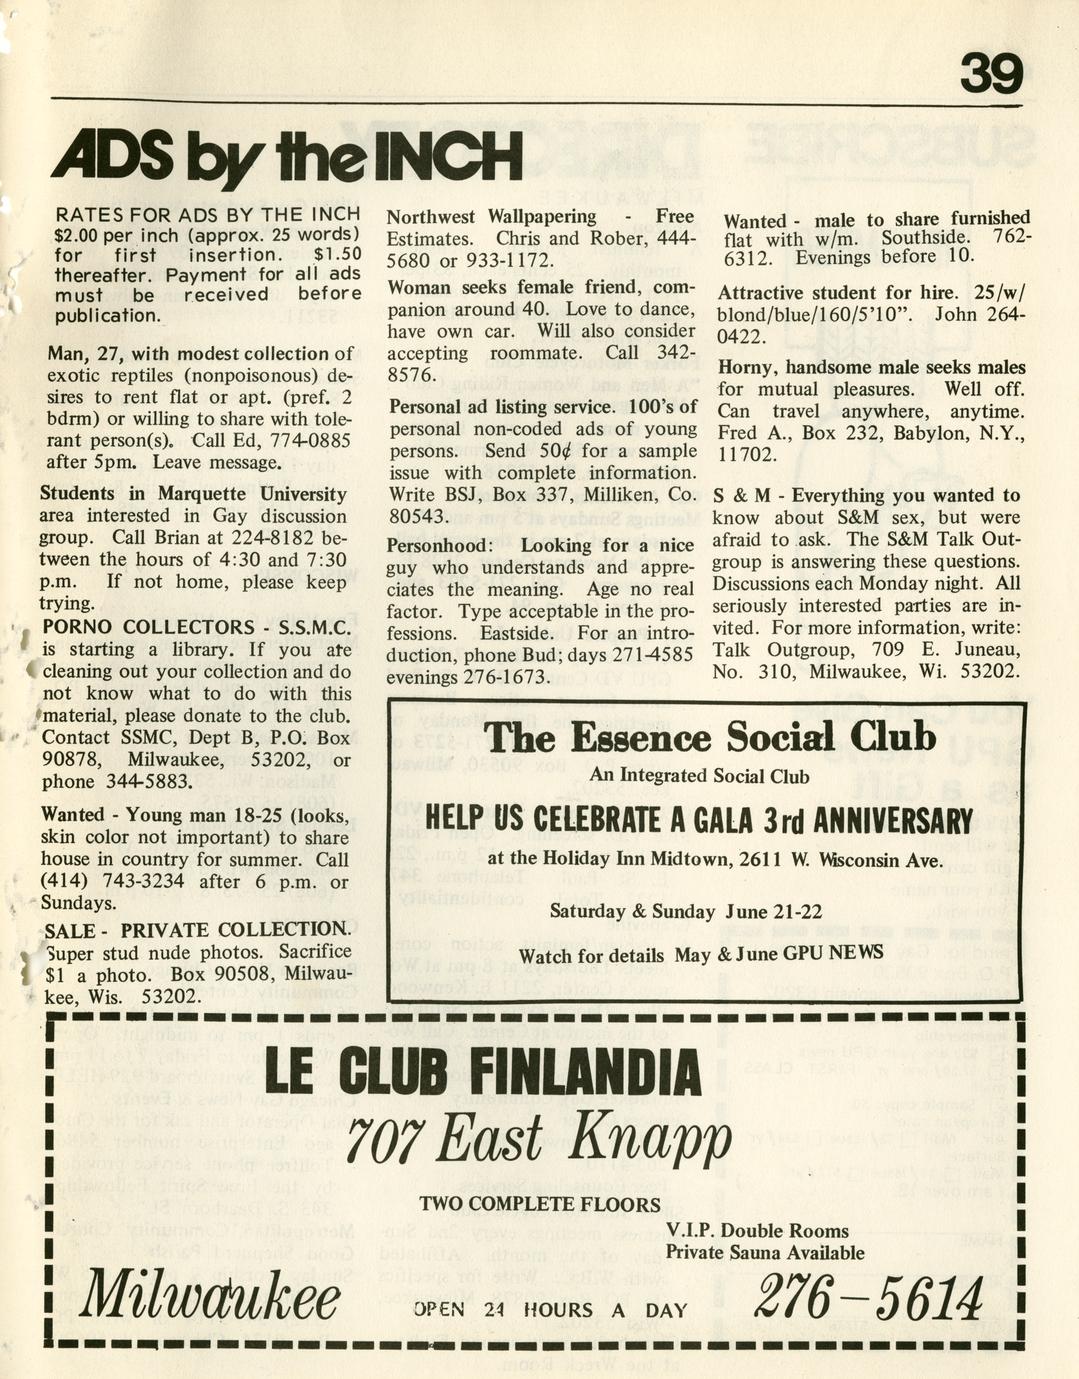 39
ADS by the INCH
RATES FOR ADS BY THE INCH
$2.00 per inch (approx. 25 words)
for first insertion. $1.50
thereafter. Payment for all ads
must be received before
publication.
Man, 27, with modest collection of
exotic reptiles (nonpoisonous) de-
sires to rent flat or apt. (pref. 2
bdrm) or willing to share with tole-
rant person(s). Call Ed, 774-0885
after 5pm. Leave message.
Students in Marquette University
area interested in Gay discussion
group. Call Brian at 224-8182 be-
tween the hours of 4:30 and 7:30
p.m. If not home, please keep
trying.
PORNO COLLECTORS - S.S.M.C.
is starting a library. If you are
cleaning out your collection and do
not know what to do with this
material, please donate to the club.
Contact SSMC, Dept B, P.O. Box
90878, Milwaukee, 53202, or
phone 344-5883.
Wanted - Young man 18-25 (looks,
skin color not important) to share
house in country for summer. Call
(414) 743-3234 after 6 p.m. or
Sundays.
SALE - PRIVATE COLLECTION.
Super stud nude photos. Sacrifice
$1 a photo. Box 90508, Milwau-
kee, Wis. 53202.
Northwest Wallpapering - Free
Estimates. Chris and Rober, 444-
5680 or 933-1172.
Woman seeks female friend, com-
panion around 40. Love to dance,
have own car. Will also consider
accepting roommate. Call 342-
8576.
Personal ad listing service. 100's of
personal non-coded ads of young
persons. Send 50¢ for a sample
issue with complete information.
Write BSJ, Box 337, Milliken, Co.
80543.
Personhood: Looking for a nice
guy who understands and appre-
ciates the meaning. Age no real
factor. Type acceptable in the pro-
fessions. Eastside. For an intro-
duction, phone Bud; days 271-4585
evenings 276-1673.
Wanted - male to share furnished
flat with w/m. Southside. 762-
6312. Evenings before 10.
Attractive student for hire. 25/w/
blond/blue/160/5'10". John 264-
0422.
Horny, handsome male seeks males
for mutual pleasures. Well off.
Can travel anywhere, anytime.
Fred A., Box 232, Babylon, N.Y.,
11702.
S & M - Everything you wanted to
know about S&M sex, but were
afraid to ask. The S&M Talk Out-
group is answering these questions.
Discussions each Monday night. All
seriously interested parties are in-
vited. For more information, write:
Talk Outgroup, 709 E. Juneau,
No. 310, Milwaukee, Wi. 53202.
The Essence Social Club
An Integrated Social Club
HELP US CELEBRATE A GALA 3rd ANNIVERSARY
at the Holiday Inn Midtown, 2611 W. Wisconsin Ave.
Saturday & Sunday June 21-22
Watch for details May & June GPU NEWS
LE CLUB FINLANDIA
707 East Knapp
TWO COMPLETE FLOORS
V.I.P. Double Rooms
Private Sauna Available
Milwaukee OPEN 24 HOURS A DAY 276-5614